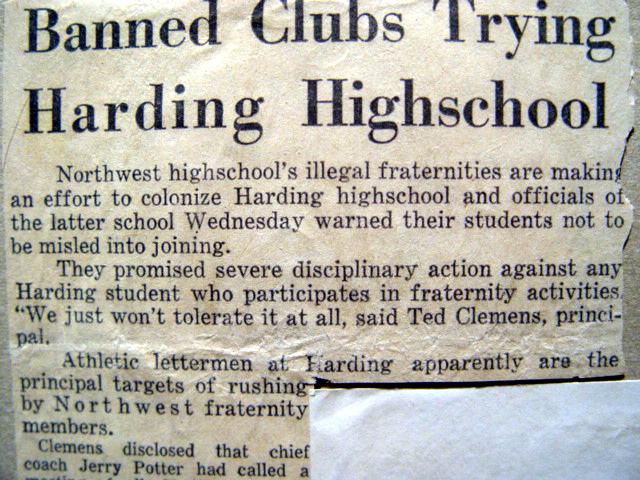 Banned Clubs Trying
Harding Highschool
Northwest highschool's illegal fraternities are making
an effort to colonize Harding highschool and officials of
the latter school Wednesday warned their students not to
be misled into joining.
They promised severe disciplinary action against any
Harding student who participates in fraternity activities.
"We just won't tolerate it at all, said Ted Clemens, princi-
pal.
Athletic lettermen at Harding apparently are the
principal targets of rushing
by Northwest fraternity
members.
Clemens disclosed that chief
coach Jerry Potter had called a